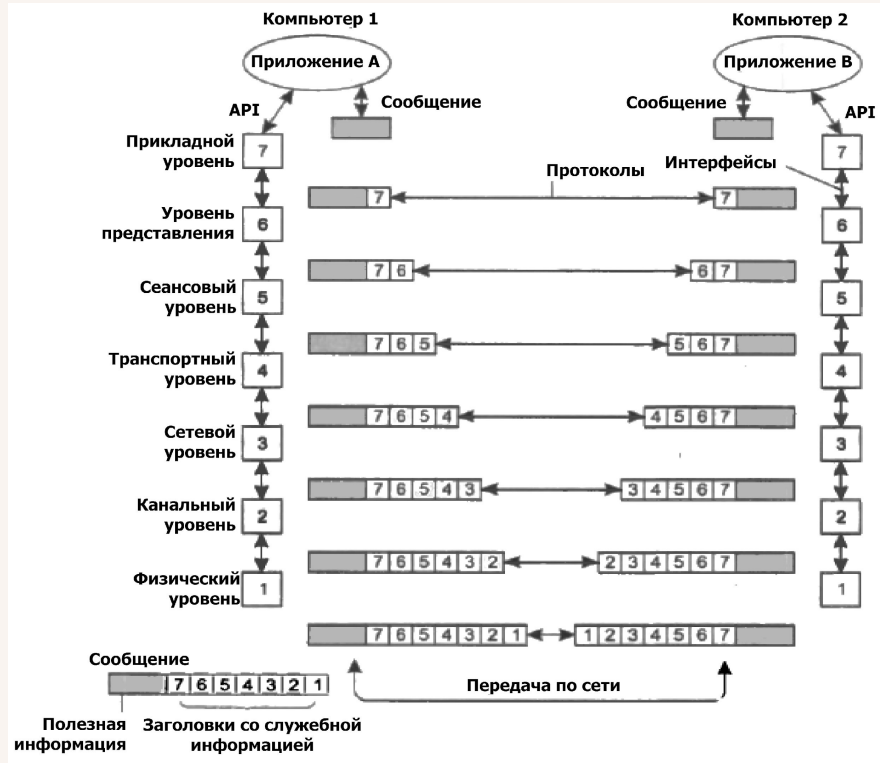 Компьютер 1
Компьютер 2
Приложение А
Приложение В
Сообщение
Сообщение
API
API
Прикладной
уровень
7
7
Протоколы
Интерфейсы
7
7
Уровень
представления
6
6
7 6
6 7
Сеансовый
уровень
5
5
7 6 5
5 6 7
Транспортный
уровень
4
4
7 6 5 4
4 5 6 7
Сетевой
уровень
3
3
7 6 5 4 3
3 4 5 6 7
Канальный
уровень
2
2
7 6 5 4 3 2
2 3 4 5 6 7
Физический
уровень
1
1
7 6 5 4 3 2 1
1 2 3 4 5 6 7
Сообщение
7 6 5 4 3 2 1
Передача по сети
Полезная
информация
Заголовки со служебной
информацией